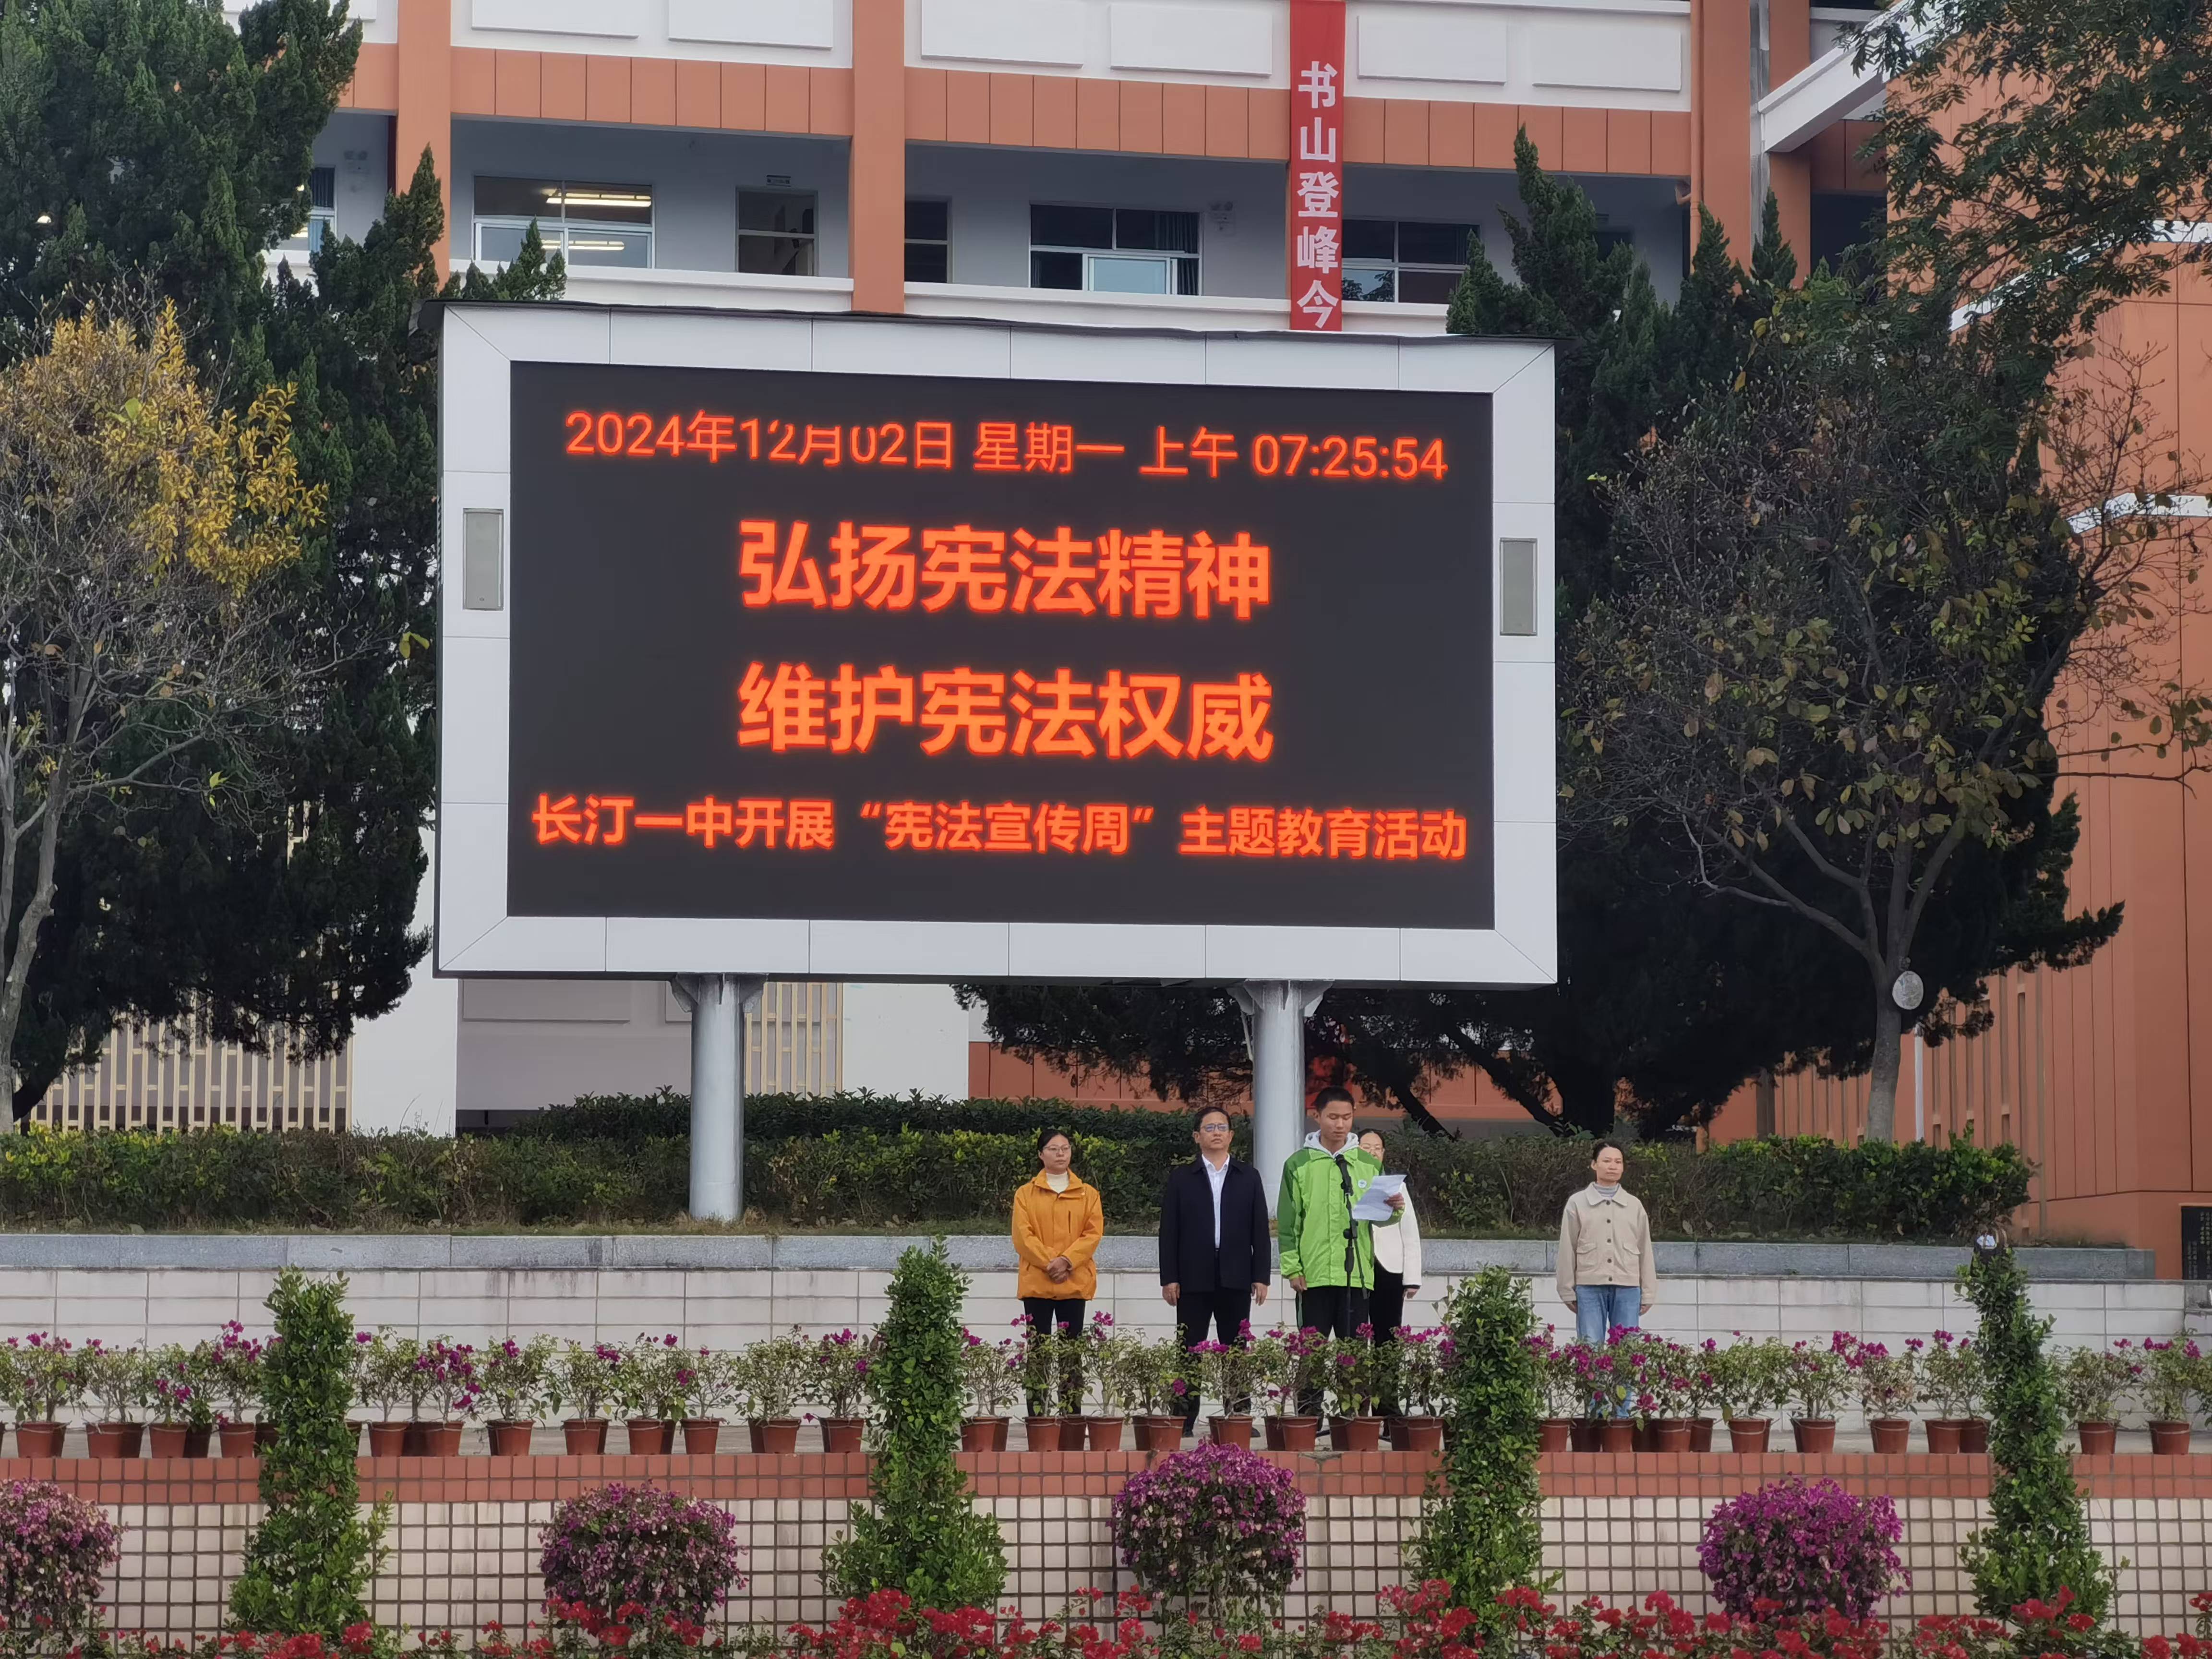 书山登峰今
2024年12月02日 星期一 上午 07:25:54
弘扬宪法精神
维护宪法权威
长汀一中开展“宪法宣传周”主题教育活动